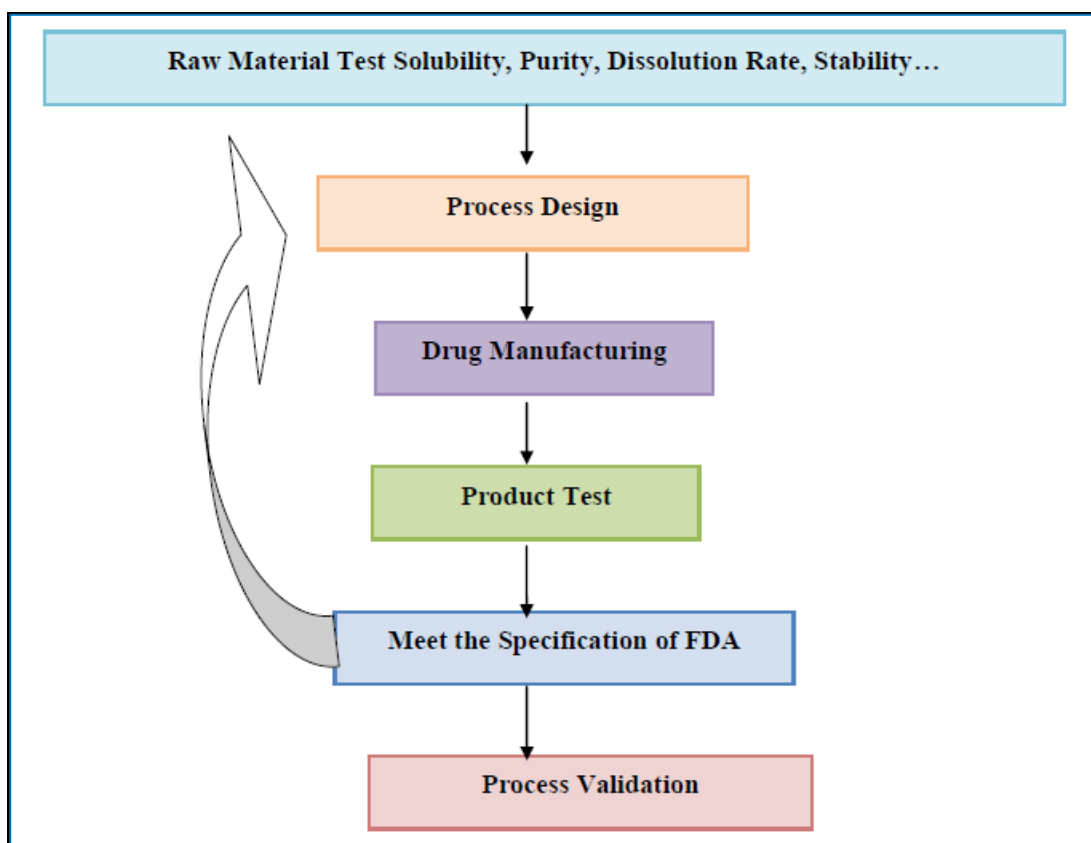 Raw Material Test Solubility, Purity, Dissolution Rate, Stability…
Process Design
Drug Manufacturing
Product Test
Meet the Specification of FDA
Process Validation